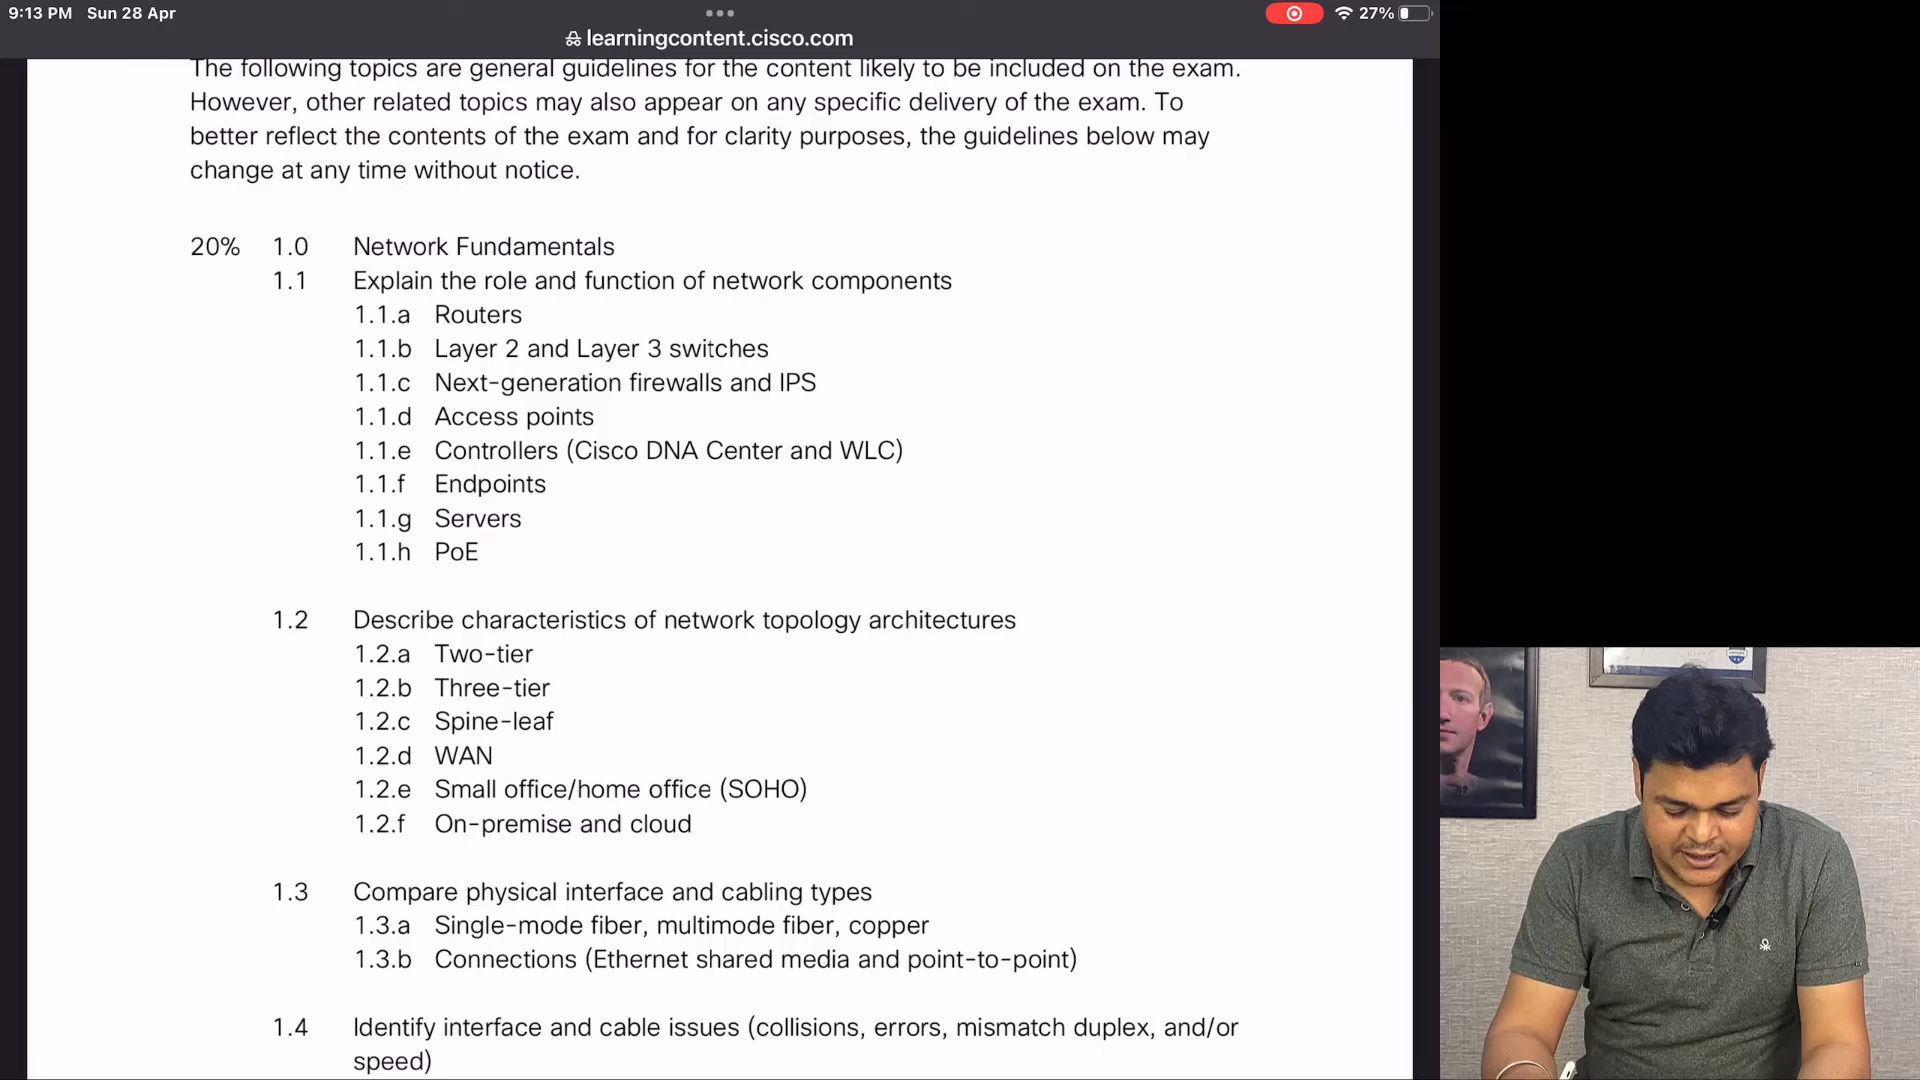 9:13 PM Sun 28 Apr
27%
learningcontent.cisco.com
The following topics are general guidelines for the content likely to be included on the exam.
However, other related topics may also appear on any specific delivery of the exam. To
better reflect the contents of the exam and for clarity purposes, the guidelines below may
change at any time without notice.
20% 1.0 Network Fundamentals
1.1 Explain the role and function of network components
1.1.a Routers
1.1.b Layer 2 and Layer 3 switches
1.1.c Next-generation firewalls and IPS
1.1.d Access points
1.1.e Controllers (Cisco DNA Center and WLC)
1.1.f Endpoints
1.1.g Servers
1.1.h PoE
1.2 Describe characteristics of network topology architectures
1.2.a Two-tier
1.2.b Three-tier
1.2.c Spine-leaf
1.2.d WAN
1.2.e Small office/home office (SOHO)
1.2.f On-premise and cloud
1.3 Compare physical interface and cabling types
1.3.a Single-mode fiber, multimode fiber, copper
1.3.b Connections (Ethernet shared media and point-to-point)
1.4 Identify interface and cable issues (collisions, errors, mismatch duplex, and/or
speed)